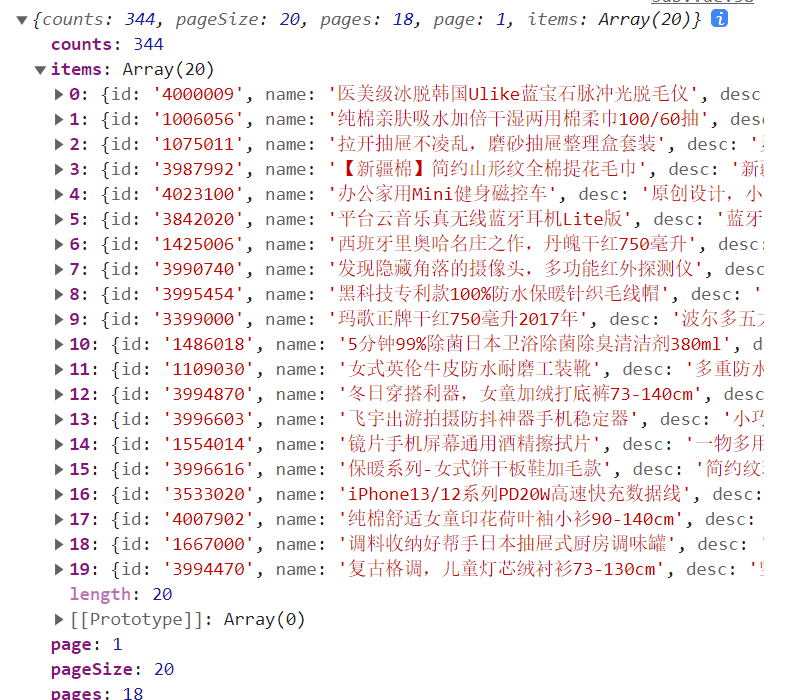 {counts: 344, pageSize: 20, pages: 18, page: 1, items: Array(20)} i
counts: 344
items: Array(20)
0: {id: '4000009', name: '医美级冰脱韩国Ulike蓝宝石脉冲光脱毛仪', desc
1: {id: '1006056', name: '纯棉亲肤吸水加倍干湿两用棉柔巾100/60抽', desc
2: {id: '1075011', name: '拉开抽屉不凌乱，磨砂抽屉整理盒套装', desc: '
3: {id: '3987992', name: '【新疆棉】简约山形纹全棉提花毛巾', desc: '新疆
4: {id: '4023100', name: '办公家用Mini健身磁控车', desc: '原创设计，小
5: {id: '3842020', name: '平台云音乐真无线蓝牙耳机Lite版', desc: '蓝牙
6: {id: '1425006', name: '西班牙里奥哈名庄之作，丹魄干红750毫升', desc:
7: {id: '3990740', name: '发现隐藏角落的摄像头，多功能红外探测仪', desc
8: {id: '3995454', name: '黑科技专利款100%防水保暖针织毛线帽', desc: '
9: {id: '3399000', name: '玛歌正牌干红750毫升2017年', desc: '波尔多五大
10: {id: '1486018', name: '5分钟99%除菌日本卫浴除菌除臭清洁剂380ml', d
11: {id: '1109030', name: '女式英伦牛皮防水耐磨工装靴', desc: '多重防水
12: {id: '3994870', name: '冬日穿搭利器，女童加绒打底裤73-140cm', desc
13: {id: '3996603', name: '飞宇出游拍摄防抖神器手机稳定器', desc: '小巧
14: {id: '1554014', name: '镜片手机屏幕通用酒精擦拭片', desc: '一物多用
15: {id: '3996616', name: '保暖系列-女式饼干板鞋加毛款', desc: '简约纹
16: {id: '3533020', name: 'iPhone13/12系列PD20W高速快充数据线', desc:
17: {id: '4007902', name: '纯棉舒适女童印花荷叶袖小衫90-140cm', desc:
18: {id: '1667000', name: '调料收纳好帮手日本抽屉式厨房调味罐', desc: '
19: {id: '3994470', name: '复古格调，儿童灯芯绒衬衫73-130cm', desc: '
length: 20
[[Prototype]]: Array(0)
page: 1
pageSize: 20
pages: 18